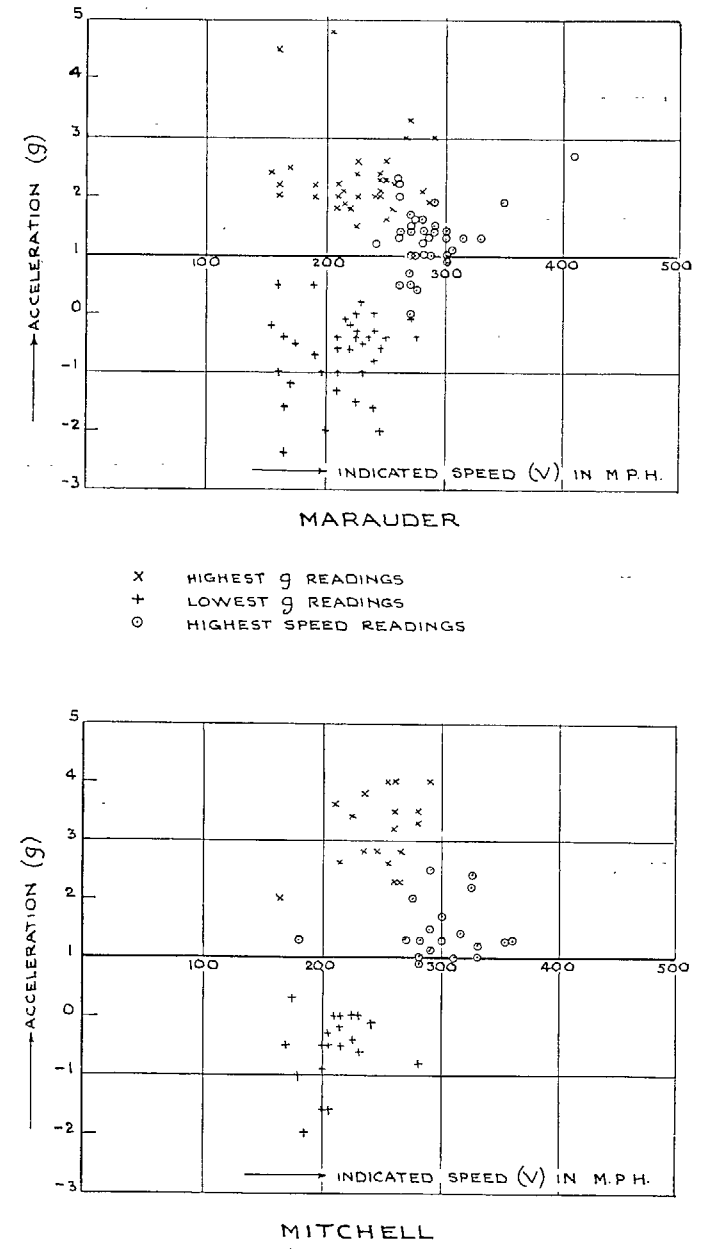 5
4
3
2
1
0
-1
-2
-3
ACCELERATION (g)
100 200 300 400 500
INDICATED SPEED (V) IN M P.H.
MARAUDER
x HIGHEST g READINGS
+ LOWEST g READINGS
⊙ HIGHEST SPEED READINGS
5
4
3
2
1
0
-1
-2
-3
ACCELERATION (g)
100 200 300 400 500
INDICATED SPEED (V) IN M.P H.
MITCHELL